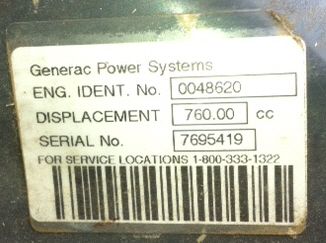 Generac Power Systems
ENG. IDENT. No. 0048620
DISPLACEMENT 760.00 cc
SERIAL No. 7695419
FOR SERVICE LOCATIONS 1-800-333-1322